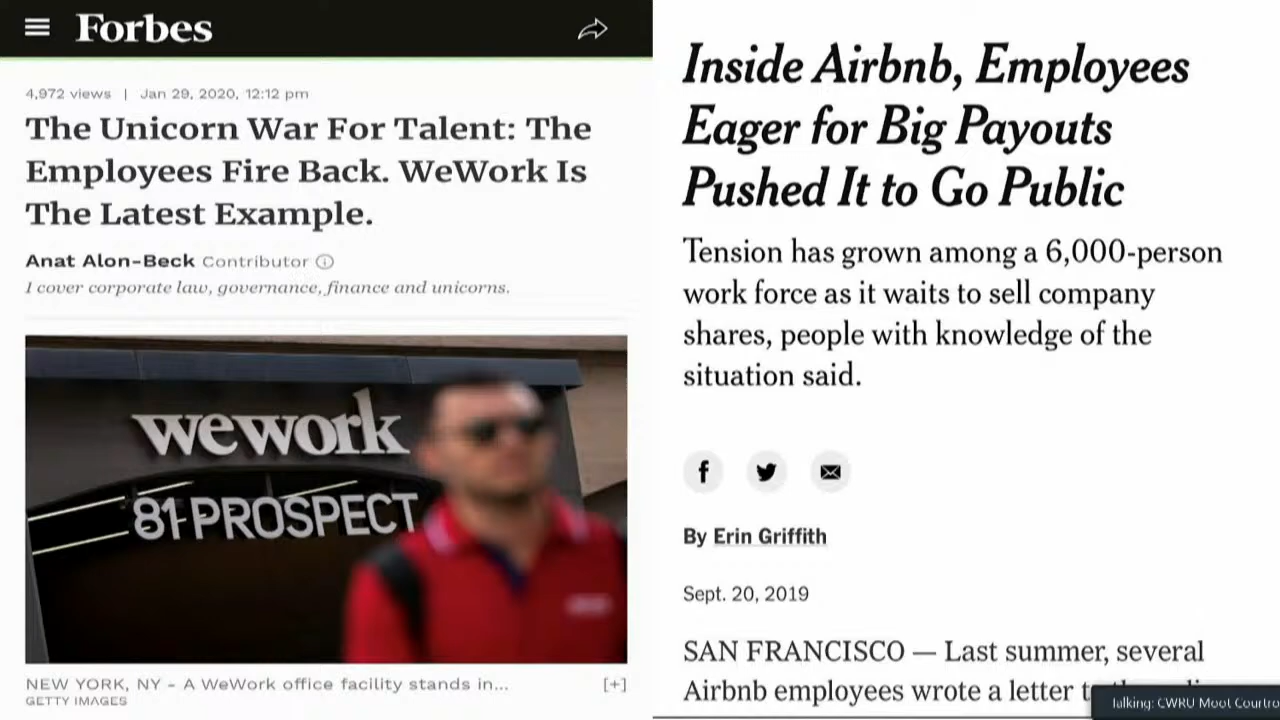 Forbes
4,972 views | Jan 29, 2020, 12:12 pm
The Unicorn War For Talent: The
Employees Fire Back. WeWork Is
The Latest Example.
Anat Alon-Beck Contributor
I cover corporate law, governance, finance and unicorns.
wework
81 PROSPECT
NEW YORK, NY - A WeWork office facility stands in...
[+]
GETTY IMAGES
Inside Airbnb, Employees
Eager for Big Payouts
Pushed It to Go Public
Tension has grown among a 6,000-person
work force as it waits to sell company
shares, people with knowledge of the
situation said.
By Erin Griffith
Sept. 20, 2019
SAN FRANCISCO — Last summer, several
Airbnb employees wrote a letter
Talking: CWRU Moot Courtro